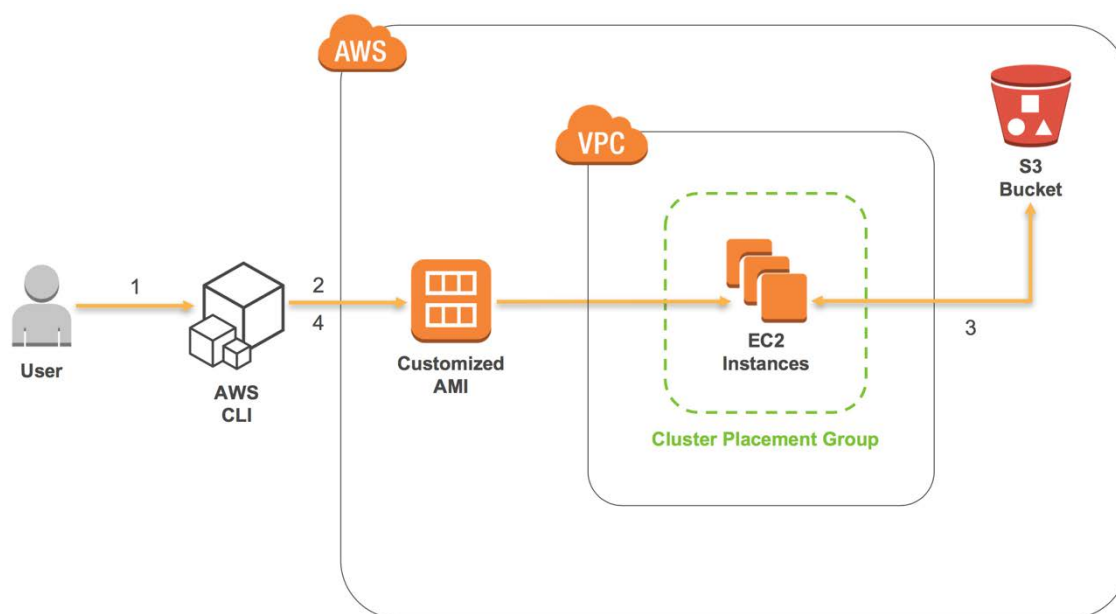 AWS
VPC
S3
Bucket
1
2
4
3
User
AWS
CLI
Customized
AMI
EC2
Instances
Cluster Placement Group